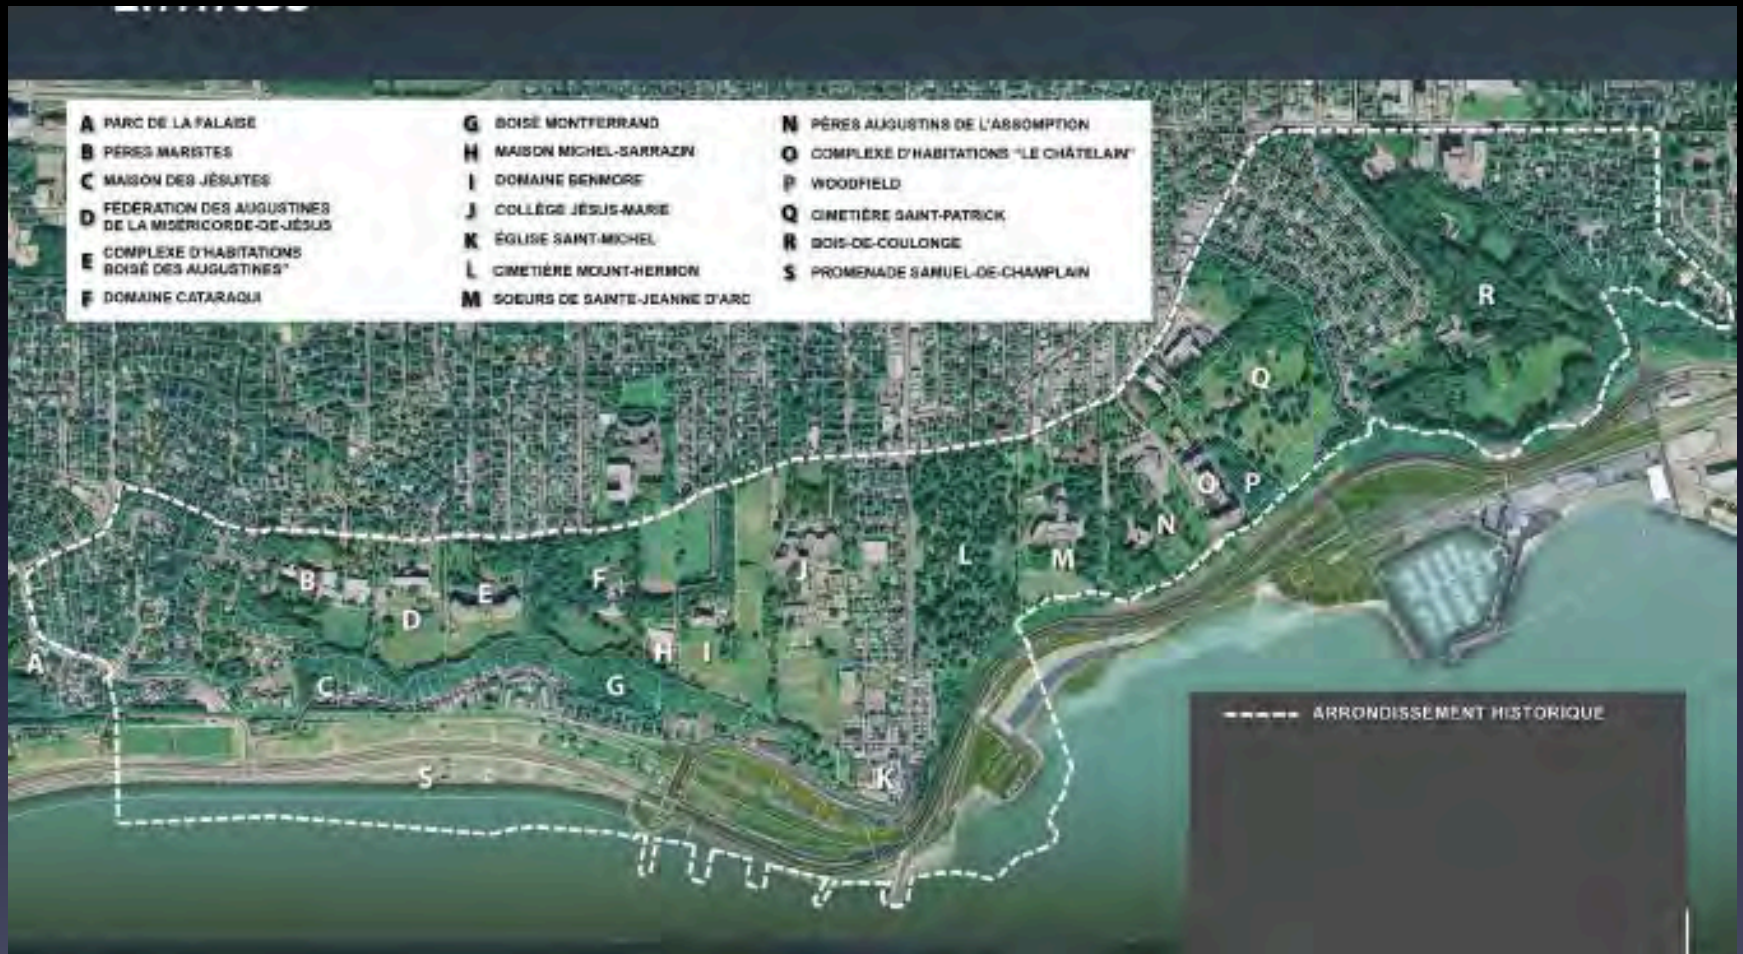 A PARC DE LA FALAISE
B PÈRES MARISTES
C MAISON DES JÉSUITES
D FÉDÉRATION DES AUGUSTINES
DE LA MISÉRICORDE-DE-JÉSUS
E COMPLEXE D'HABITATIONS
BOISÉ DES AUGUSTINES"
F DOMAINE CATARAQUI
G BOISÉ MONTFERRAND
H MAISON MICHEL-SARRAZIN
I DOMAINE BENMORE
J COLLÈGE JÉSUS-MARIE
K ÉGLISE SAINT-MICHEL
L CIMETIÈRE MOUNT-HERMON
M SOEURS DE SAINTE-JEANNE D'ARC
N PÈRES AUGUSTINS DE L'ASSOMPTION
O COMPLEXE D'HABITATIONS "LE CHÂTELAIN"
P WOODFIELD
Q CIMETIÈRE SAINT-PATRICK
R BOIS-DE-COULONGE
S PROMENADE SAMUEL-DE-CHAMPLAIN
R
Q
O P
N
L
M
B
F
J
E
D
A
H I
C
G
S
K
ARRONDISSEMENT HISTORIQUE